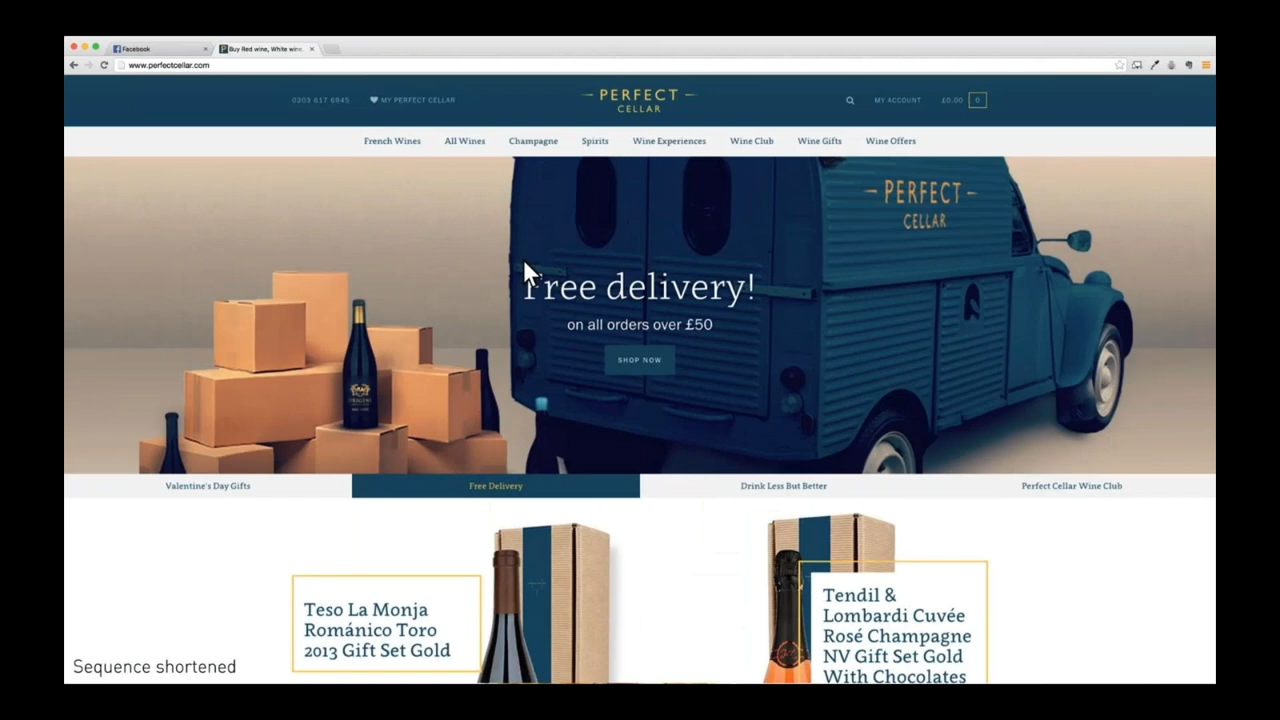 Facebook
Buy Red wine, White wine,
www.perfectcellar.com
0203 617 6945
MY PERFECT CELLAR
PERFECT
CELLAR
MY ACCOUNT
£0.00
0
French Wines
All Wines
Champagne
Spirits
Wine Experiences
Wine Club
Wine Gifts
Wine Offers
PERFECT
CELLAR
Free delivery!
on all orders over £50
SHOP NOW
Valentine's Day Gifts
Free Delivery
Drink Less But Better
Perfect Cellar Wine Club
Teso La Monja
Románico Toro
2013 Gift Set Gold
Tendil &
Lombardi Cuvée
Rosé Champagne
NV Gift Set Gold
With Chocolates
Sequence shortened